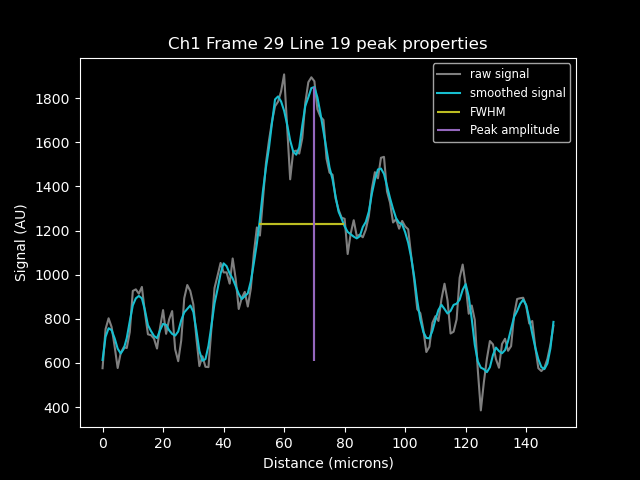 Ch1 Frame 29 Line 19 peak properties
raw signal
smoothed signal
FWHM
Peak amplitude
Signal (AU)
1800
1600
1400
1200
1000
800
600
400
0 20 40 60 80 100 120 140
Distance (microns)